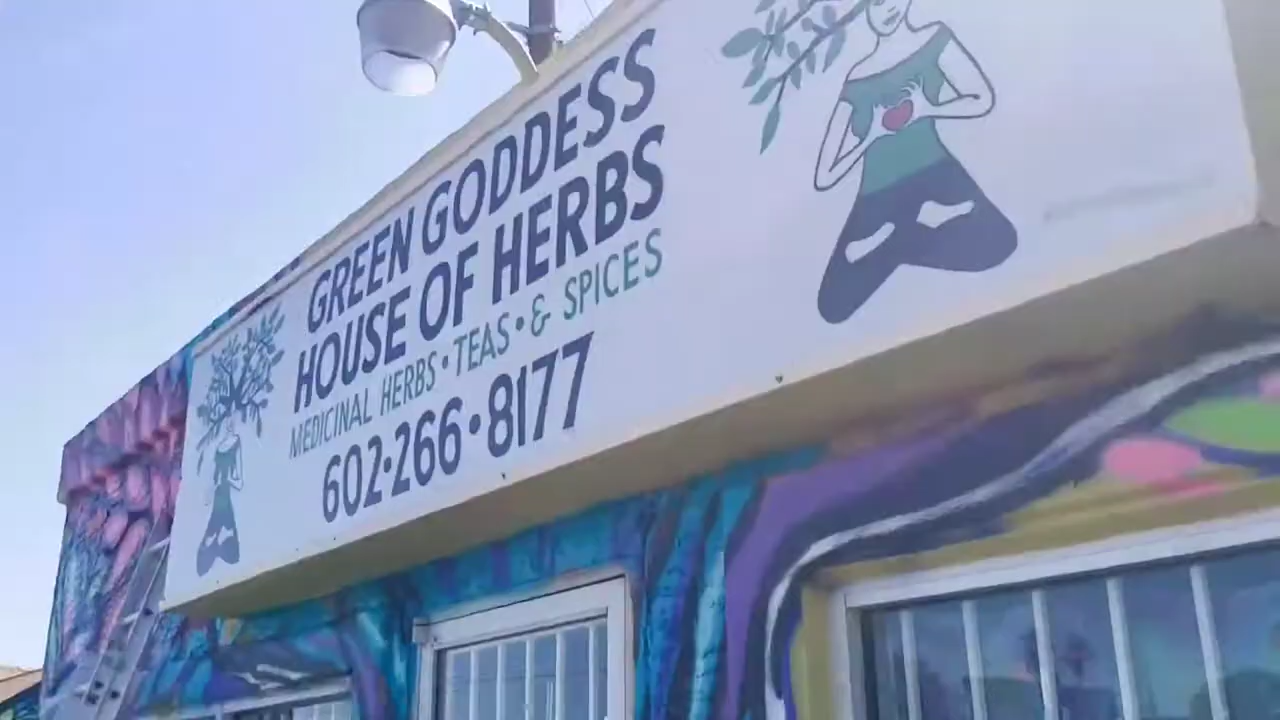 GREEN GODDESS
HOUSE OF HERBS
MEDICINAL HERBS • TEAS • & SPICES
602•266•8177